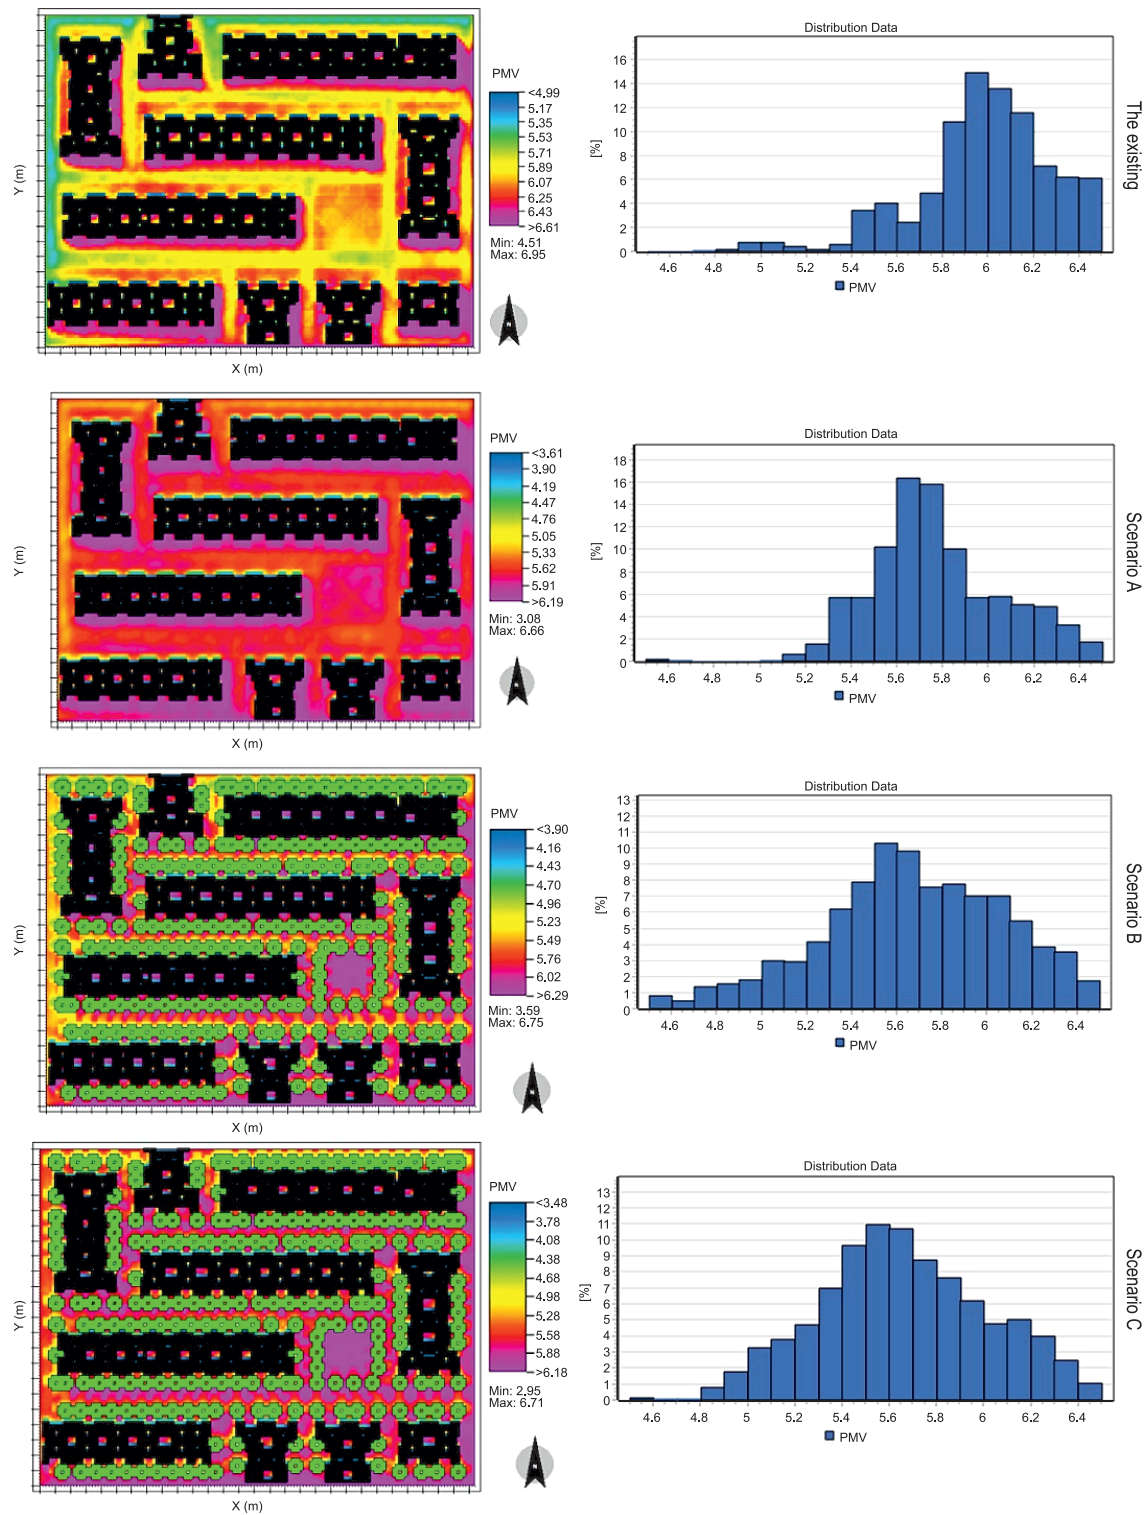 PMV
<4.99
5.17
5.35
5.53
5.71
5.89
6.07
6.25
6.43
>6.61
Min: 4.51
Max: 6.95
Y (m)
X (m)
Distribution Data
[%]
16
14
12
10
8
6
4
2
0
4.6 4.8 5 5.2 5.4 5.6 5.8 6 6.2 6.4
PMV
The existing
PMV
<3.61
3.90
4.19
4.47
4.76
5.05
5.33
5.62
5.91
>6.19
Min: 3.08
Max: 6.66
Y (m)
X (m)
Distribution Data
[%]
18
16
14
12
10
8
6
4
2
0
4.6 4.8 5 5.2 5.4 5.6 5.8 6 6.2 6.4
PMV
Scenario A
PMV
<3.90
4.16
4.43
4.70
4.96
5.23
5.49
5.76
6.02
>6.29
Min: 3.59
Max: 6.75
Y (m)
X (m)
Distribution Data
[%]
13
12
11
10
9
8
7
6
5
4
3
2
1
0
4.6 4.8 5 5.2 5.4 5.6 5.8 6 6.2 6.4
PMV
Scenario B
PMV
<3.48
3.78
4.08
4.38
4.68
4.98
5.28
5.58
5.88
>6.18
Min: 2.95
Max: 6.71
Y (m)
X (m)
Distribution Data
[%]
13
12
11
10
9
8
7
6
5
4
3
2
1
0
4.6 4.8 5 5.2 5.4 5.6 5.8 6 6.2 6.4
PMV
Scenario C